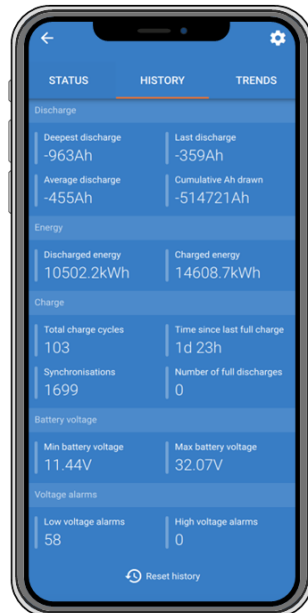 STATUS HISTORY TRENDS
Discharge
Deepest discharge Last discharge
-963Ah -359Ah
Average discharge Cumulative Ah drawn
-455Ah -514721Ah
Energy
Discharged energy Charged energy
10502.2kWh 14608.7kWh
Charge
Total charge cycles Time since last full charge
103 1d 23h
Synchronisations Number of full discharges
1699 0
Battery voltage
Min battery voltage Max battery voltage
11.44V 32.07V
Voltage alarms
Low voltage alarms High voltage alarms
58 0
Reset history